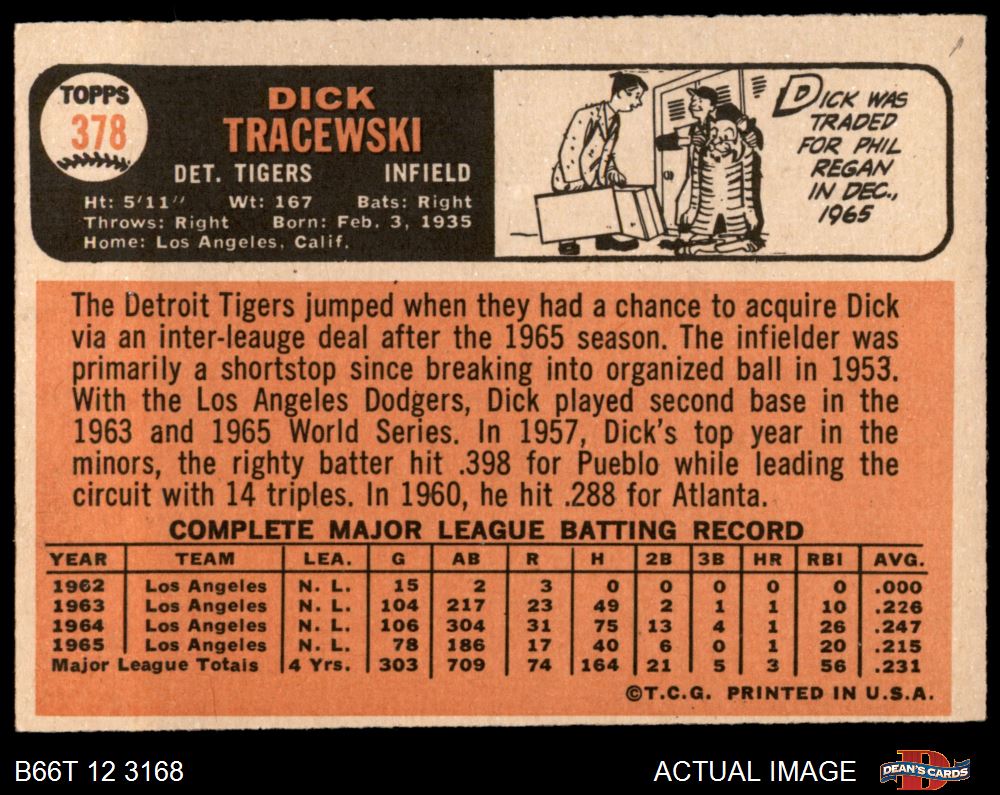 TOPPS
378
DICK
TRACEWSKI
DET. TIGERS INFIELD
Ht: 5'11" Wt: 167 Bats: Right
Throws: Right Born: Feb. 3, 1935
Home: Los Angeles, Calif.
DICK WAS
TRADED
FOR PHIL
REGAN
IN DEC.,
1965
The Detroit Tigers jumped when they had a chance to acquire Dick
via an inter-leauge deal after the 1965 season. The infielder was
primarily a shortstop since breaking into organized ball in 1953.
With the Los Angeles Dodgers, Dick played second base in the
1963 and 1965 World Series. In 1957, Dick's top year in the
minors, the righty batter hit .398 for Pueblo while leading the
circuit with 14 triples. In 1960, he hit .288 for Atlanta.
COMPLETE MAJOR LEAGUE BATTING RECORD
YEAR TEAM LEA. G AB R H 2B 3B HR RBI AVG.
1962 Los Angeles N. L. 15 2 3 0 0 0 0 0 .000
1963 Los Angeles N. L. 104 217 23 49 2 1 1 10 .226
1964 Los Angeles N. L. 106 304 31 75 13 4 1 26 .247
1965 Los Angeles N. L. 78 186 17 40 6 0 1 20 .215
Major League Totals 4 Yrs. 303 709 74 164 21 5 3 56 .231
©T.C.G. PRINTED IN U.S.A.
B66T 12 3168
ACTUAL IMAGE
DEAN'S CARDS